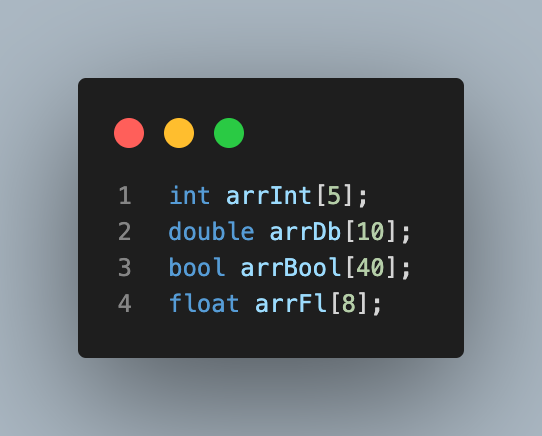 1 int arrInt[5];
2 double arrDb[10];
3 bool arrBool[40];
4 float arrFl[8];